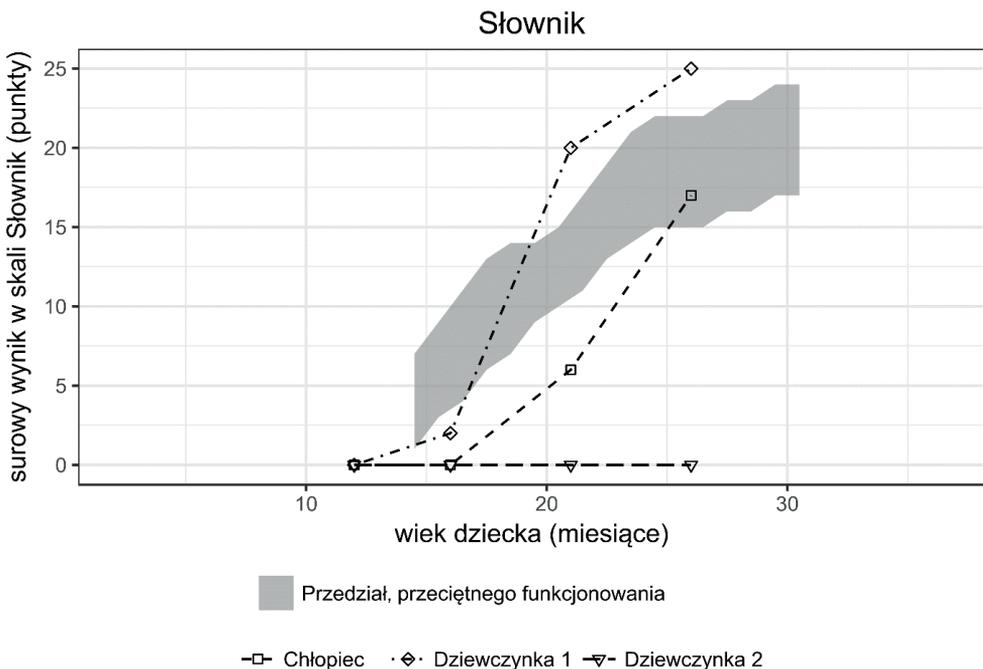 Słownik
surowy wynik w skali Słownik (punkty)
25
20
15
10
5
0
10
20
30
wiek dziecka (miesiące)
Przedział, przeciętnego funkcjonowania
Chłopiec
Dziewczynka 1
Dziewczynka 2